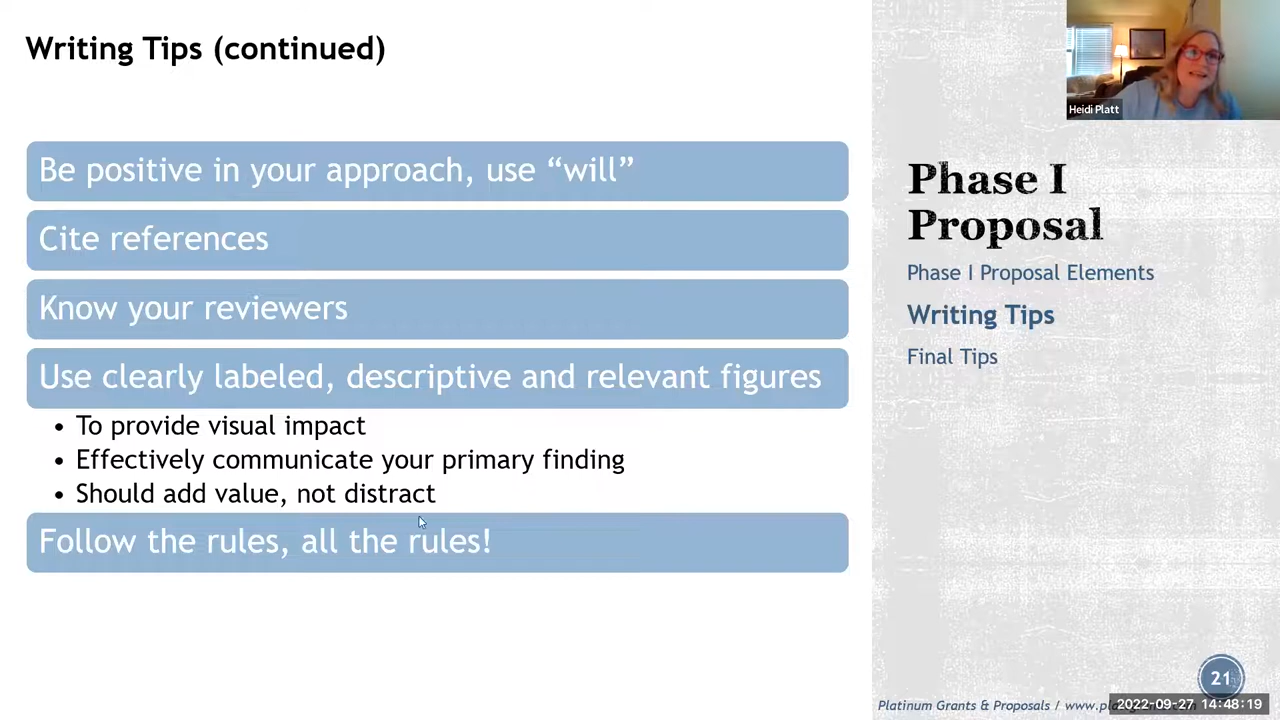 Writing Tips (continued)
Be positive in your approach, use “will”
Cite references
Know your reviewers
Use clearly labeled, descriptive and relevant figures
• To provide visual impact
• Effectively communicate your primary finding
• Should add value, not distract
Follow the rules, all the rules!
Heidi Platt
Phase I
Proposal
Phase I Proposal Elements
Writing Tips
Final Tips
21
Platinum Grants & Proposals /
2022-09-27 14:48:19